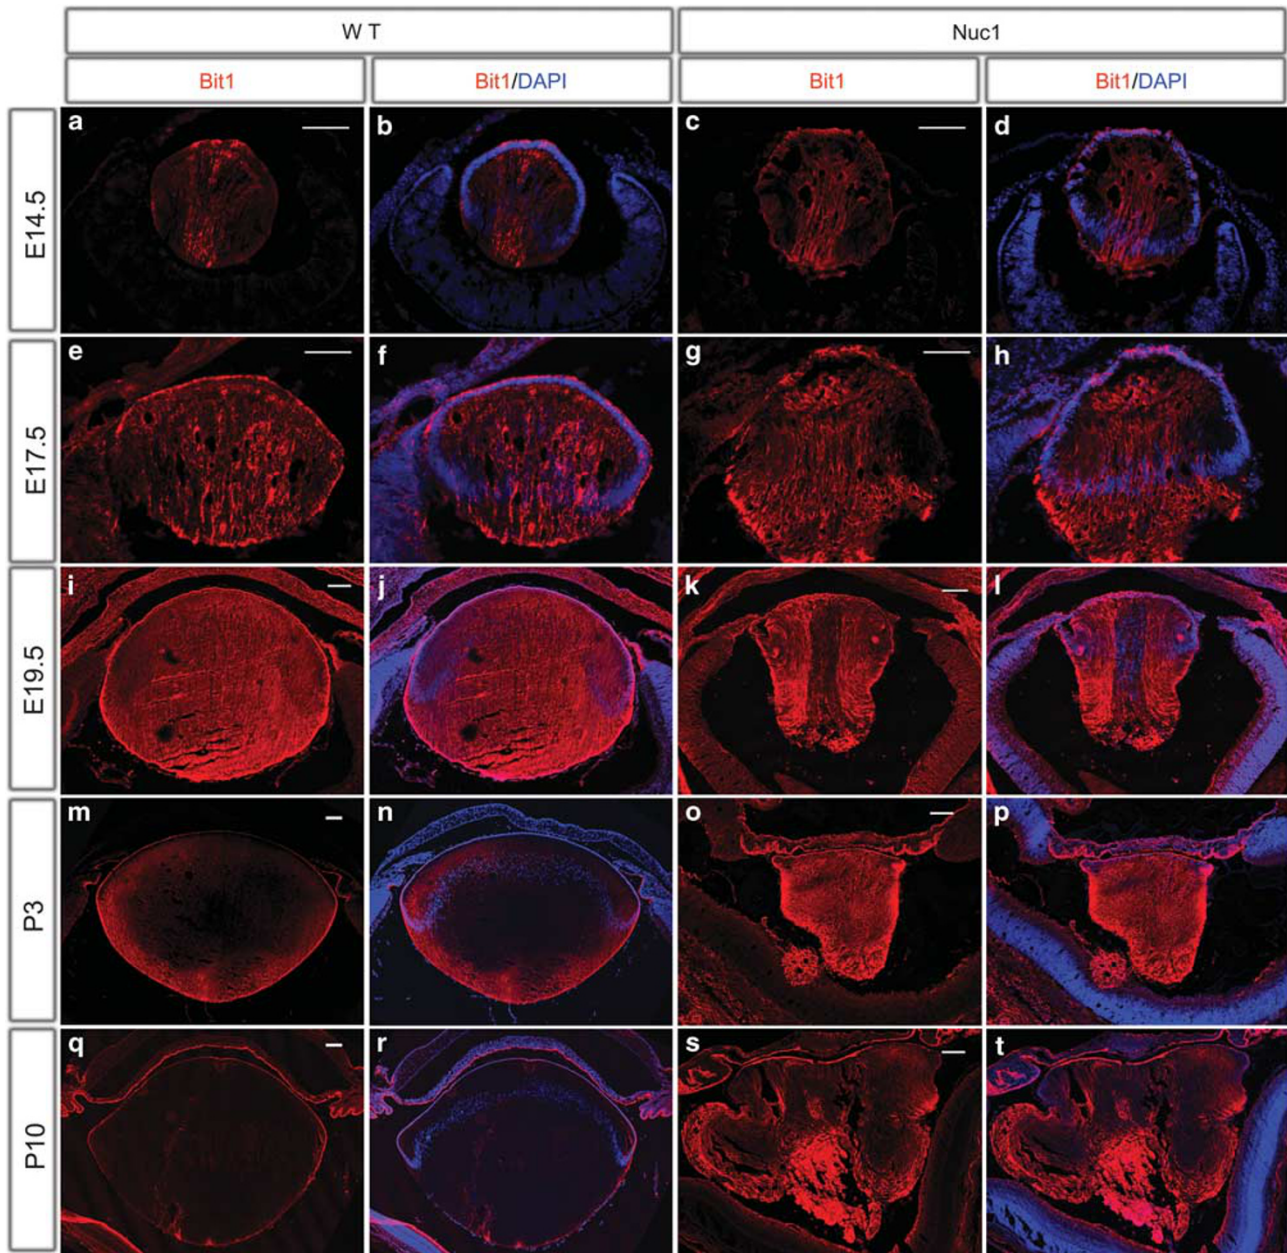 W T Nuc1
Bit1 Bit1/DAPI Bit1 Bit1/DAPI
E14.5 a b c d
E17.5 e f g h
E19.5 i j k l
P3 m n o p
P10 q r s t